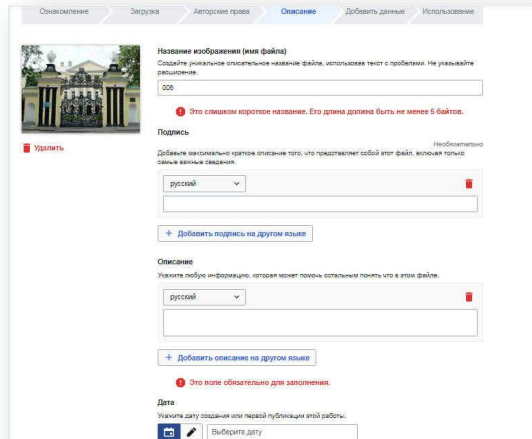 Ознакомление Загрузка Авторские права Описание Добавить данные Использование
Название изображения (имя файла)
Создайте уникальное описательное название файла, использовав текст с пробелами. Не указывайте
расширение.
006
Это слишком короткое название. Его длина должна быть не менее 5 байтов.
Удалить
Подпись
Необязательно
Добавьте максимально краткое описание того, что представляет собой этот файл, включая только
самые важные сведения.
русский
+ Добавить подпись на другом языке
Описание
Укажите любую информацию, которая может помочь остальным понять что в этом файле.
русский
+ Добавить описание на другом языке
Это поле обязательно для заполнения.
Дата
Укажите дату создания или первой публикации этой работы.
Выберите дату